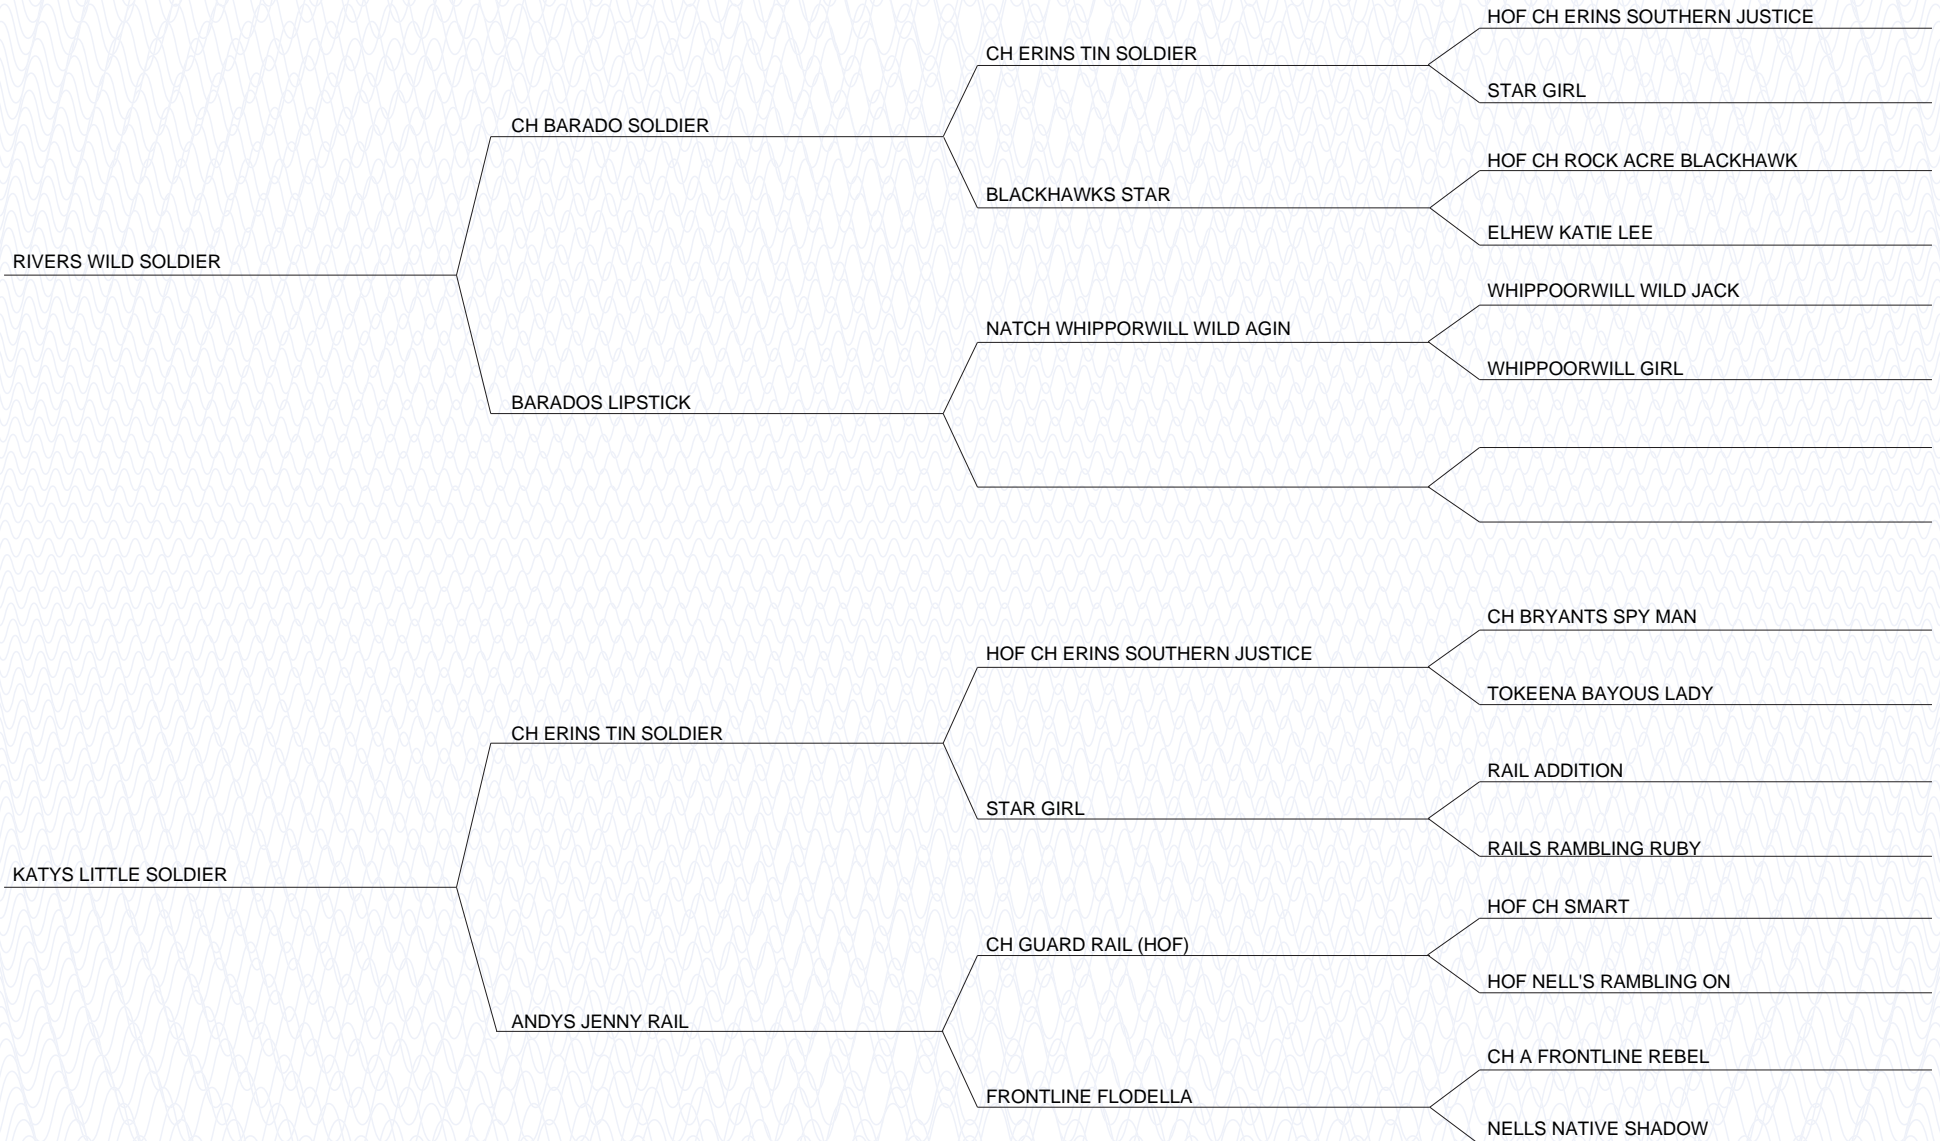 HOF CH ERINS SOUTHERN JUSTICE
CH ERINS TIN SOLDIER
STAR GIRL
CH BARADO SOLDIER
HOF CH ROCK ACRE BLACKHAWK
BLACKHAWKS STAR
ELHEW KATIE LEE
RIVERS WILD SOLDIER
WHIPPOORWILL WILD JACK
NATCH WHIPPORWILL WILD AGIN
WHIPPOORWILL GIRL
BARADOS LIPSTICK
CH BRYANTS SPY MAN
HOF CH ERINS SOUTHERN JUSTICE
TOKEENA BAYOUS LADY
CH ERINS TIN SOLDIER
RAIL ADDITION
STAR GIRL
RAILS RAMBLING RUBY
KATYS LITTLE SOLDIER
HOF CH SMART
CH GUARD RAIL (HOF)
HOF NELL'S RAMBLING ON
ANDYS JENNY RAIL
CH A FRONTLINE REBEL
FRONTLINE FLODELLA
NELLS NATIVE SHADOW